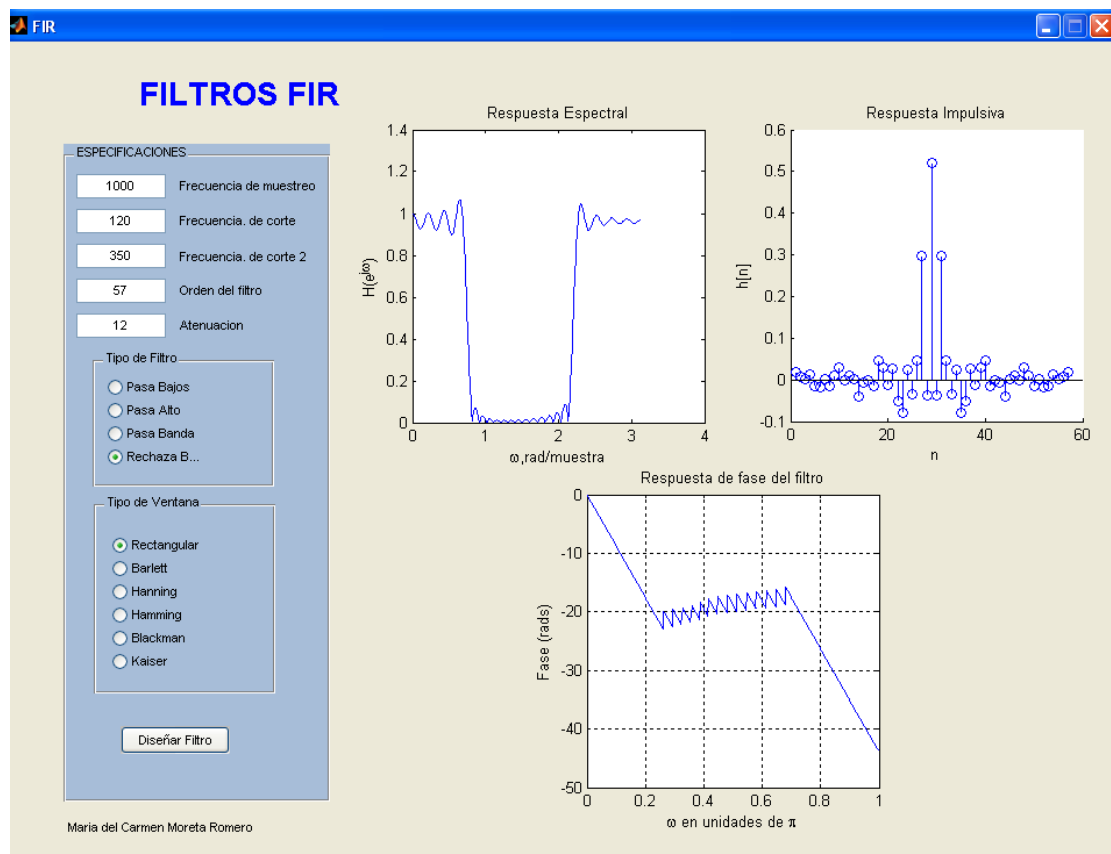 FIR
FILTROS FIR
ESPECIFICACIONES
1000 Frecuencia de muestreo
120 Frecuencia. de corte
350 Frecuencia. de corte 2
57 Orden del filtro
12 Atenuacion
Tipo de Filtro
Pasa Bajos
Pasa Alto
Pasa Banda
Rechaza B...
Tipo de Ventana
Rectangular
Barlett
Hanning
Hamming
Blackman
Kaiser
Diseñar Filtro
Maria del Carmen Moreta Romero
Respuesta Espectral
1.4
1.2
1
0.8
0.6
0.4
0.2
0
H(e^jω)
0 1 2 3 4
ω,rad/muestra
Respuesta Impulsiva
0.6
0.5
0.4
0.3
0.2
0.1
0
-0.1
h[n]
0 20 40 60
n
Respuesta de fase del filtro
0
-10
-20
-30
-40
-50
Fase (rads)
0 0.2 0.4 0.6 0.8 1
ω en unidades de π